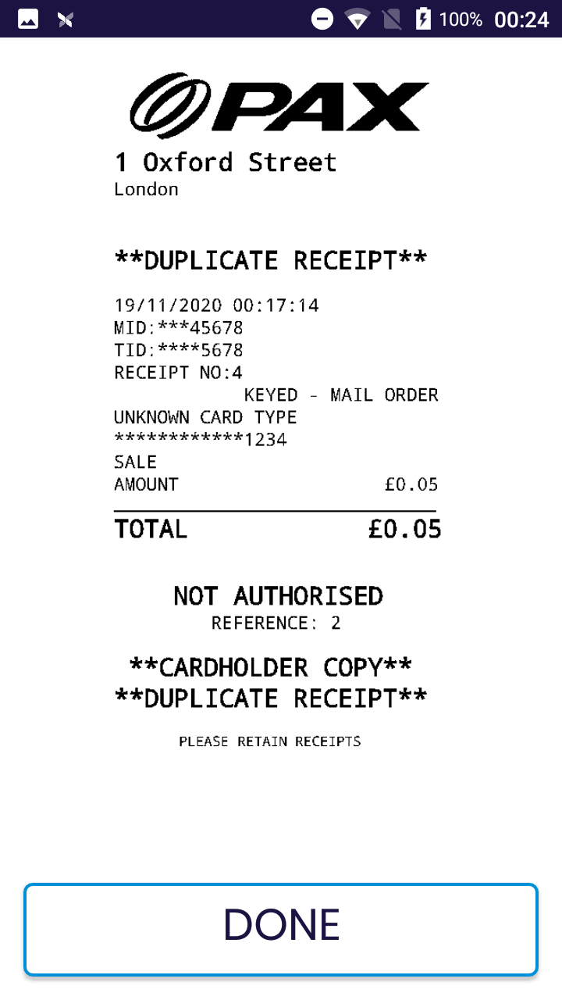 100% 00:24
PAX
1 Oxford Street
London
**DUPLICATE RECEIPT**
19/11/2020 00:17:14
MID:***45678
TID:****5678
RECEIPT NO:4
KEYED - MAIL ORDER
UNKNOWN CARD TYPE
************1234
SALE
AMOUNT £0.05
TOTAL £0.05
NOT AUTHORISED
REFERENCE: 2
**CARDHOLDER COPY**
**DUPLICATE RECEIPT**
PLEASE RETAIN RECEIPTS
DONE